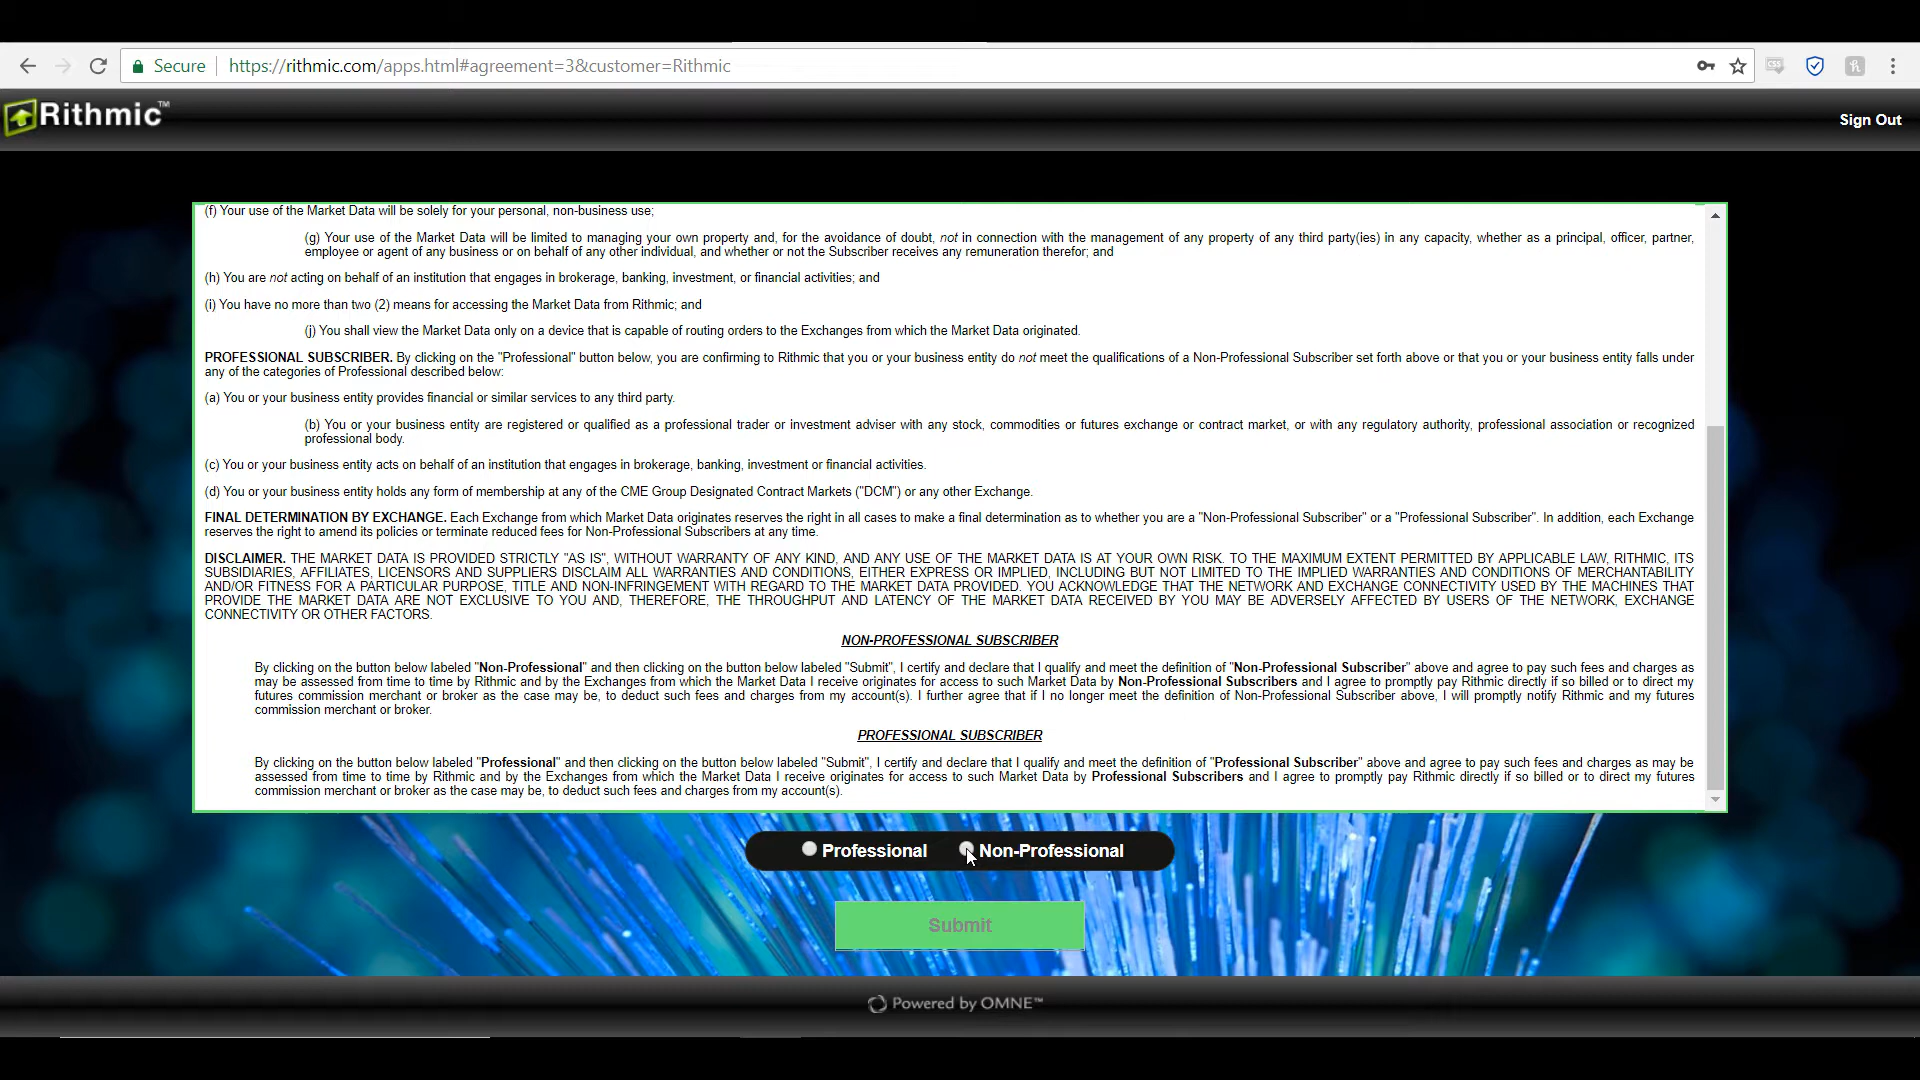 Secure
https://rithmic.com/apps.html#agreement=3&customer=Rithmic
Rithmic™
Sign Out
(f) Your use of the Market Data will be solely for your personal, non-business use;
(g) Your use of the Market Data will be limited to managing your own property and, for the avoidance of doubt, not in connection with the management of any property of any third party(ies) in any capacity, whether as a principal, officer, partner,
employee or agent of any business or on behalf of any other individual, and whether or not the Subscriber receives any remuneration therefor; and
(h) You are not acting on behalf of an institution that engages in brokerage, banking, investment, or financial activities; and
(i) You have no more than two (2) means for accessing the Market Data from Rithmic; and
(j) You shall view the Market Data only on a device that is capable of routing orders to the Exchanges from which the Market Data originated.
PROFESSIONAL SUBSCRIBER. By clicking on the "Professional" button below, you are confirming to Rithmic that you or your business entity do not meet the qualifications of a Non-Professional Subscriber set forth above or that you or your business entity falls under
any of the categories of Professional described below:
(a) You or your business entity provides financial or similar services to any third party.
(b) You or your business entity are registered or qualified as a professional trader or investment adviser with any stock, commodities or futures exchange or contract market, or with any regulatory authority, professional association or recognized
professional body.
(c) You or your business entity acts on behalf of an institution that engages in brokerage, banking, investment or financial activities.
(d) You or your business entity holds any form of membership at any of the CME Group Designated Contract Markets ("DCM") or any other Exchange.
FINAL DETERMINATION BY EXCHANGE. Each Exchange from which Market Data originates reserves the right in all cases to make a final determination as to whether you are a "Non-Professional Subscriber" or a "Professional Subscriber". In addition, each Exchange
reserves the right to amend its policies or terminate reduced fees for Non-Professional Subscribers at any time.
DISCLAIMER. THE MARKET DATA IS PROVIDED STRICTLY "AS IS", WITHOUT WARRANTY OF ANY KIND, AND ANY USE OF THE MARKET DATA IS AT YOUR OWN RISK. TO THE MAXIMUM EXTENT PERMITTED BY APPLICABLE LAW, RITHMIC, ITS
SUBSIDIARIES, AFFILIATES, LICENSORS AND SUPPLIERS DISCLAIM ALL WARRANTIES AND CONDITIONS, EITHER EXPRESS OR IMPLIED, INCLUDING BUT NOT LIMITED TO THE IMPLIED WARRANTIES AND CONDITIONS OF MERCHANTABILITY
AND/OR FITNESS FOR A PARTICULAR PURPOSE, TITLE AND NON-INFRINGEMENT WITH REGARD TO THE MARKET DATA PROVIDED. YOU ACKNOWLEDGE THAT THE NETWORK AND EXCHANGE CONNECTIVITY USED BY THE MACHINES THAT
PROVIDE THE MARKET DATA ARE NOT EXCLUSIVE TO YOU AND, THEREFORE, THE THROUGHPUT AND LATENCY OF THE MARKET DATA RECEIVED BY YOU MAY BE ADVERSELY AFFECTED BY USERS OF THE NETWORK, EXCHANGE
CONNECTIVITY OR OTHER FACTORS.
NON-PROFESSIONAL SUBSCRIBER
By clicking on the button below labeled "Non-Professional" and then clicking on the button below labeled "Submit", I certify and declare that I qualify and meet the definition of "Non-Professional Subscriber" above and agree to pay such fees and charges as
may be assessed from time to time by Rithmic and by the Exchanges from which the Market Data I receive originates for access to such Market Data by Non-Professional Subscribers and I agree to promptly pay Rithmic directly if so billed or to direct my
futures commission merchant or broker as the case may be, to deduct such fees and charges from my account(s). I further agree that if I no longer meet the definition of Non-Professional Subscriber above, I will promptly notify Rithmic and my futures
commission merchant or broker.
PROFESSIONAL SUBSCRIBER
By clicking on the button below labeled "Professional" and then clicking on the button below labeled "Submit", I certify and declare that I qualify and meet the definition of "Professional Subscriber" above and agree to pay such fees and charges as may be
assessed from time to time by Rithmic and by the Exchanges from which the Market Data I receive originates for access to such Market Data by Professional Subscribers and I agree to promptly pay Rithmic directly if so billed or to direct my futures
commission merchant or broker as the case may be, to deduct such fees and charges from my account(s).
Professional Non-Professional
Submit
Powered by OMNE™